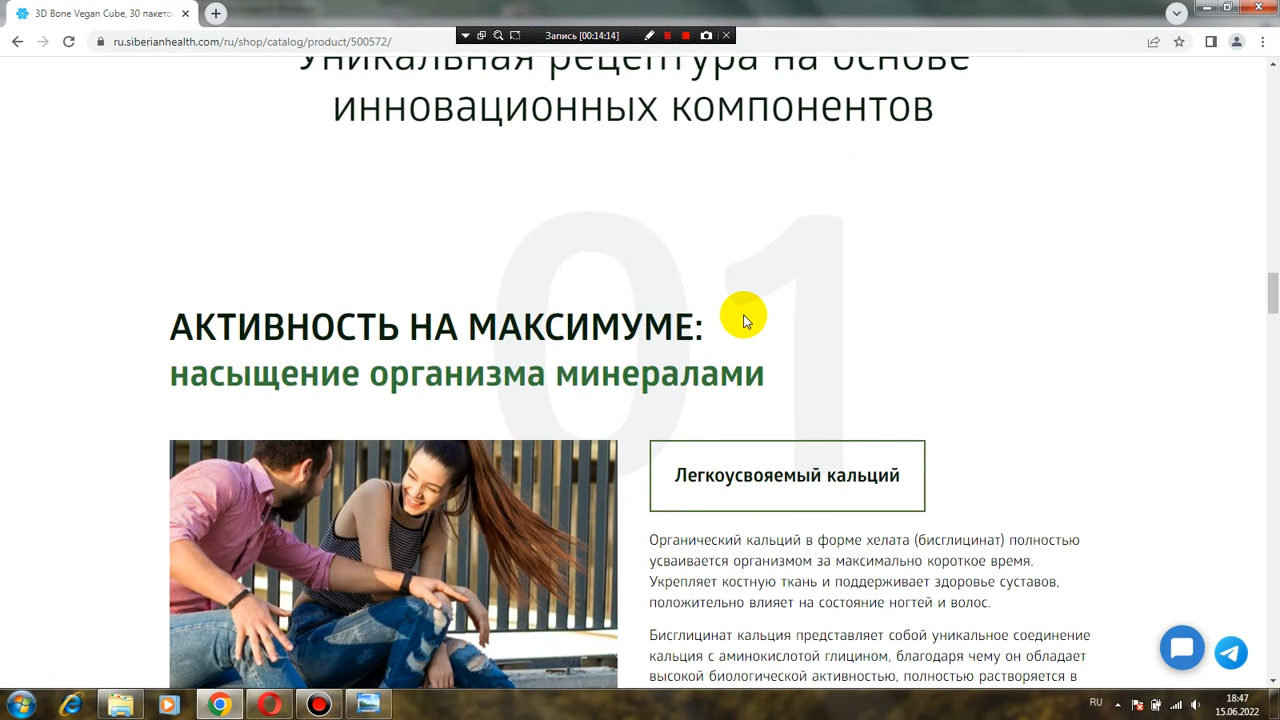 3D Bone Vegan Cube, 30 пакето
ru.siberianhealth.com/ru/shop/catalog/product/500572/
Запись [00:14:14]
Уникальная рецептура на основе
инновационных компонентов
01
АКТИВНОСТЬ НА МАКСИМУМЕ:
насыщение организма минералами
Легкоусвояемый кальций
Органический кальций в форме хелата (бисглицинат) полностью
усваивается организмом за максимально короткое время.
Укрепляет костную ткань и поддерживает здоровье суставов,
положительно влияет на состояние ногтей и волос.
Бисглицинат кальция представляет собой уникальное соединение
кальция с аминокислотой глицином, благодаря чему он обладает
высокой биологической активностью, полностью растворяется в
RU
18:47
15.06.2022